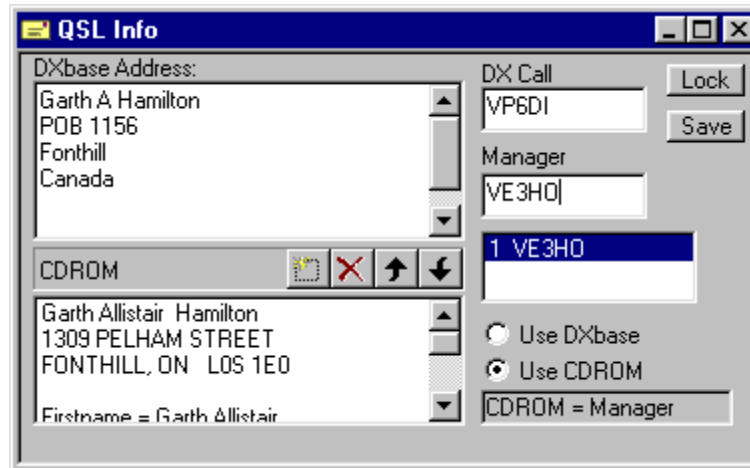 QSL Info
DXbase Address:
Garth A Hamilton
POB 1156
Fonthill
Canada
DX Call
VP6DI
Lock
Save
Manager
VE3HO
1 VE3HO
CDROM
Garth Allistair Hamilton
1309 PELHAM STREET
FONTHILL, ON L0S 1E0
Firstname = Garth Allistair
Use DXbase
Use CDROM
CDROM = Manager